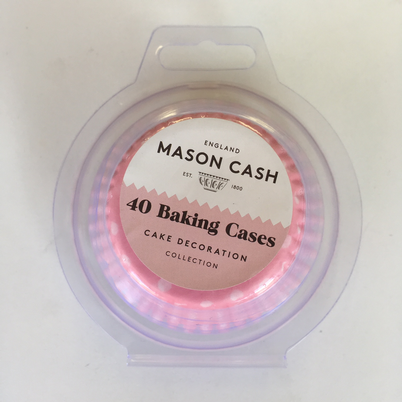 ENGLAND
MASON CASH
EST. 1800
40 Baking Cases
CAKE DECORATION
COLLECTION